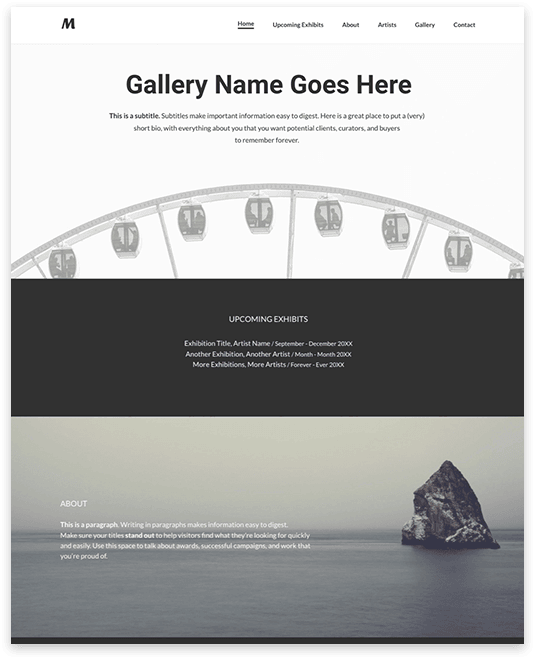 M
Home Upcoming Exhibits About Artists Gallery Contact
Gallery Name Goes Here
This is a subtitle. Subtitles make important information easy to digest. Here is a great place to put a (very)
short bio, with everything about you that you want potential clients, curators, and buyers
to remember forever.
UPCOMING EXHIBITS
Exhibition Title, Artist Name / September - December 20XX
Another Exhibition, Another Artist / Month - Month 20XX
More Exhibitions, More Artists / Forever - Ever 20XX
ABOUT
This is a paragraph. Writing in paragraphs makes information easy to digest.
Make sure your titles stand out to help visitors find what they're looking for quickly
and easily. Use this space to talk about awards, successful campaigns, and work that
you're proud of.